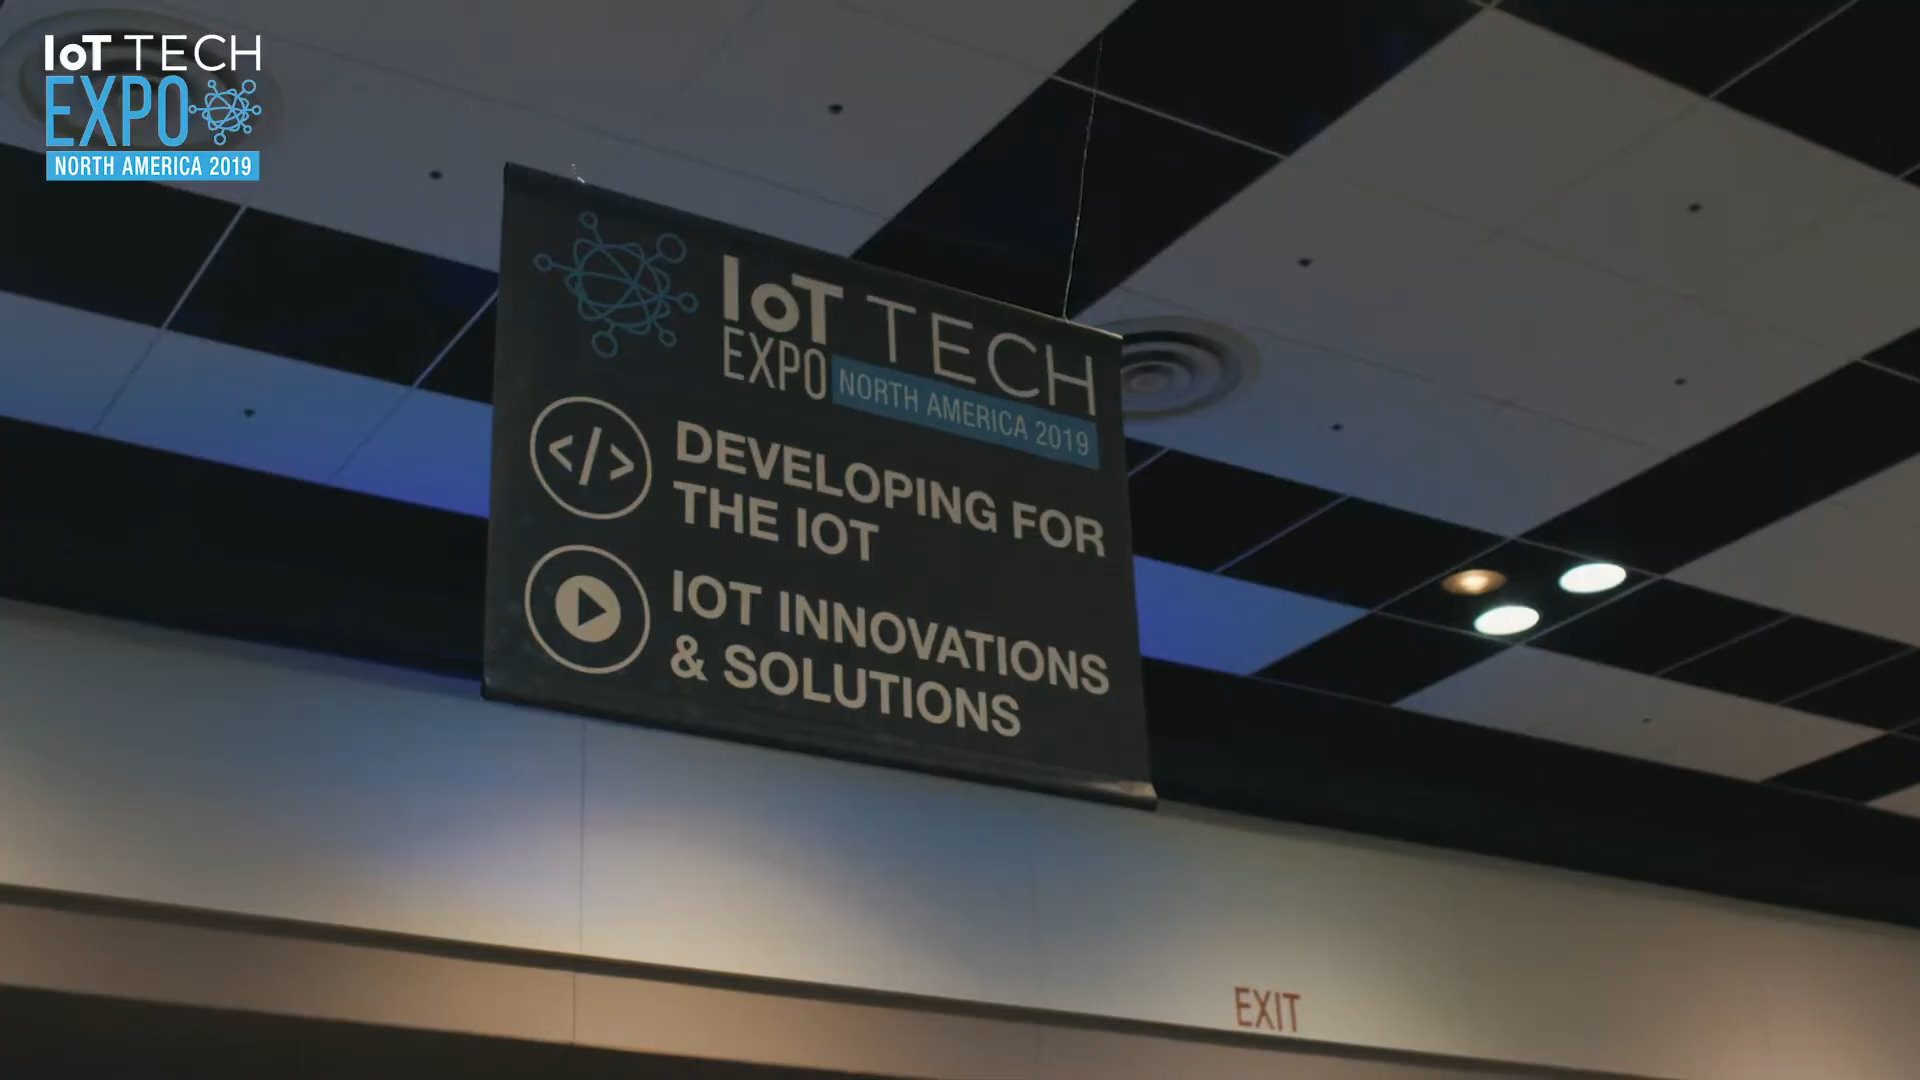 IoT TECH
EXPO
NORTH AMERICA 2019
IoT TECH
EXPO NORTH AMERICA 2019
</> DEVELOPING FOR
THE IOT
IOT INNOVATIONS
& SOLUTIONS
EXIT